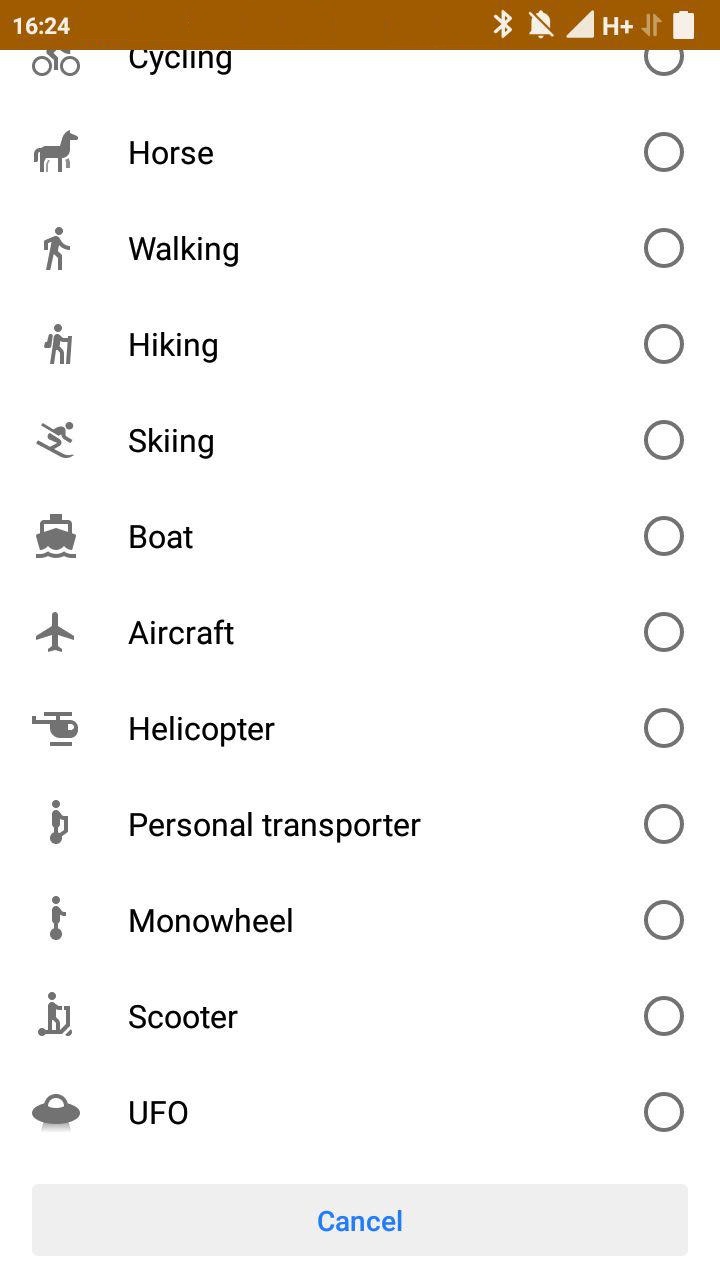 16:24 H+
Cycling
Horse
Walking
Hiking
Skiing
Boat
Aircraft
Helicopter
Personal transporter
Monowheel
Scooter
UFO
Cancel